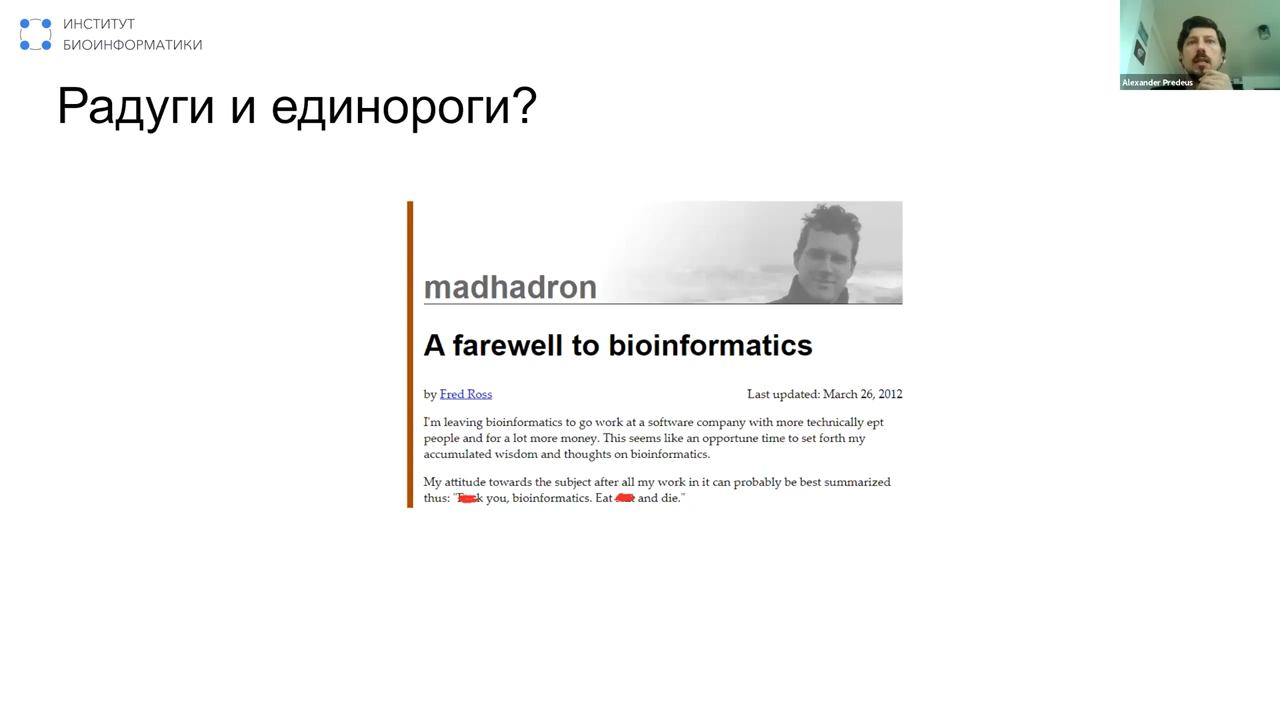 ИНСТИТУТ
БИОИНФОРМАТИКИ
Alexander Predeus
Радуги и единороги?
madhadron
A farewell to bioinformatics
by Fred Ross
Last updated: March 26, 2012
I'm leaving bioinformatics to go work at a software company with more technically ept
people and for a lot more money. This seems like an opportune time to set forth my
accumulated wisdom and thoughts on bioinformatics.
My attitude towards the subject after all my work in it can probably be best summarized
thus: "k you, bioinformatics. Eat and die."